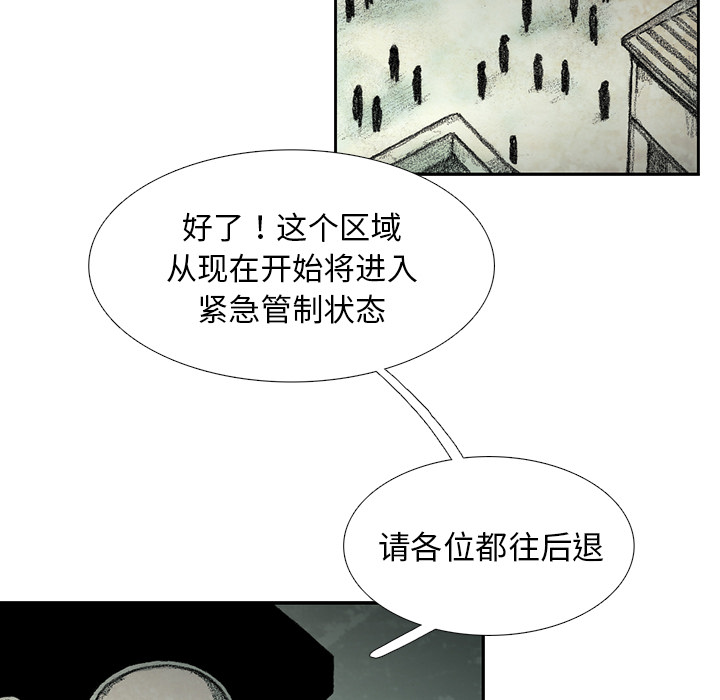 好了！这个区域
从现在开始将进入
紧急管制状态
请各位都往后退